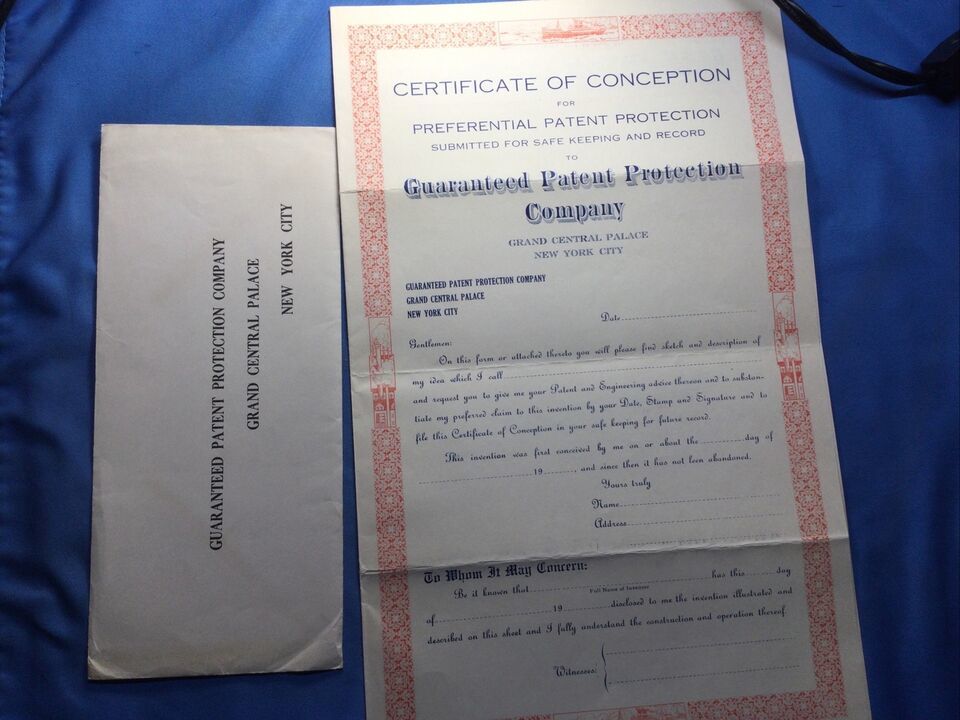 GUARANTEED PATENT PROTECTION COMPANY
GRAND CENTRAL PALACE
NEW YORK CITY
CERTIFICATE OF CONCEPTION
FOR
PREFERENTIAL PATENT PROTECTION
SUBMITTED FOR SAFE KEEPING AND RECORD
TO
Guaranteed Patent Protection
Company
GRAND CENTRAL PALACE
NEW YORK CITY
GUARANTEED PATENT PROTECTION COMPANY
GRAND CENTRAL PALACE
NEW YORK CITY
Date
Gentlemen:
On this form or attached thereto you will please find sketch and description of
my idea which I call
and request you to give me your Patent and Engineering advice thereon and to substan-
tiate my preferred claim to this invention by your Date, Stamp and Signature and to
file this Certificate of Conception in your safe keeping for future record.
This invention was first conceived by me on or about the day of
19 , and since then it has not been abandoned.
Yours truly
Name
Address
To Whom It May Concern:
Be it known that has this day
Full Name of Inventor
of 19 disclosed to me the invention illustrated and
described on this sheet and I fully understand the construction and operation thereof.
Witnesses: